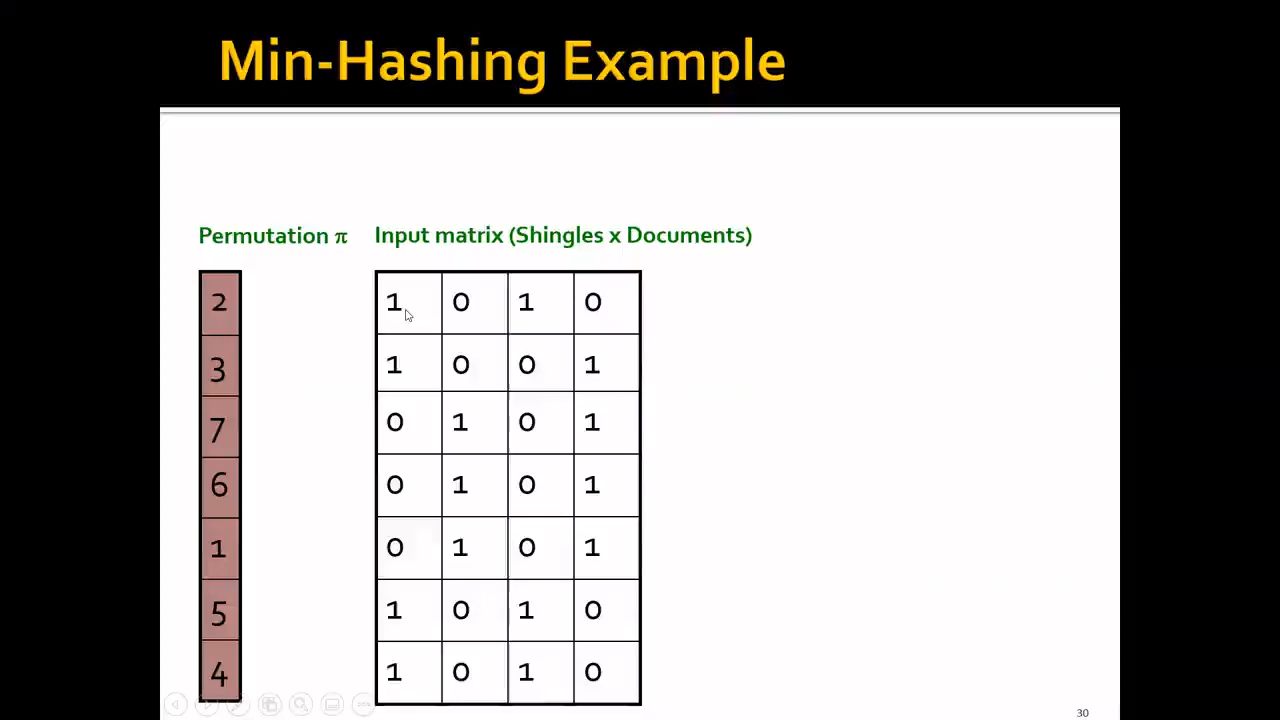 Min-Hashing Example
Permutation π Input matrix (Shingles x Documents)
2 1 0 1 0
3 1 0 0 1
7 0 1 0 1
6 0 1 0 1
1 0 1 0 1
5 1 0 1 0
4 1 0 1 0
30